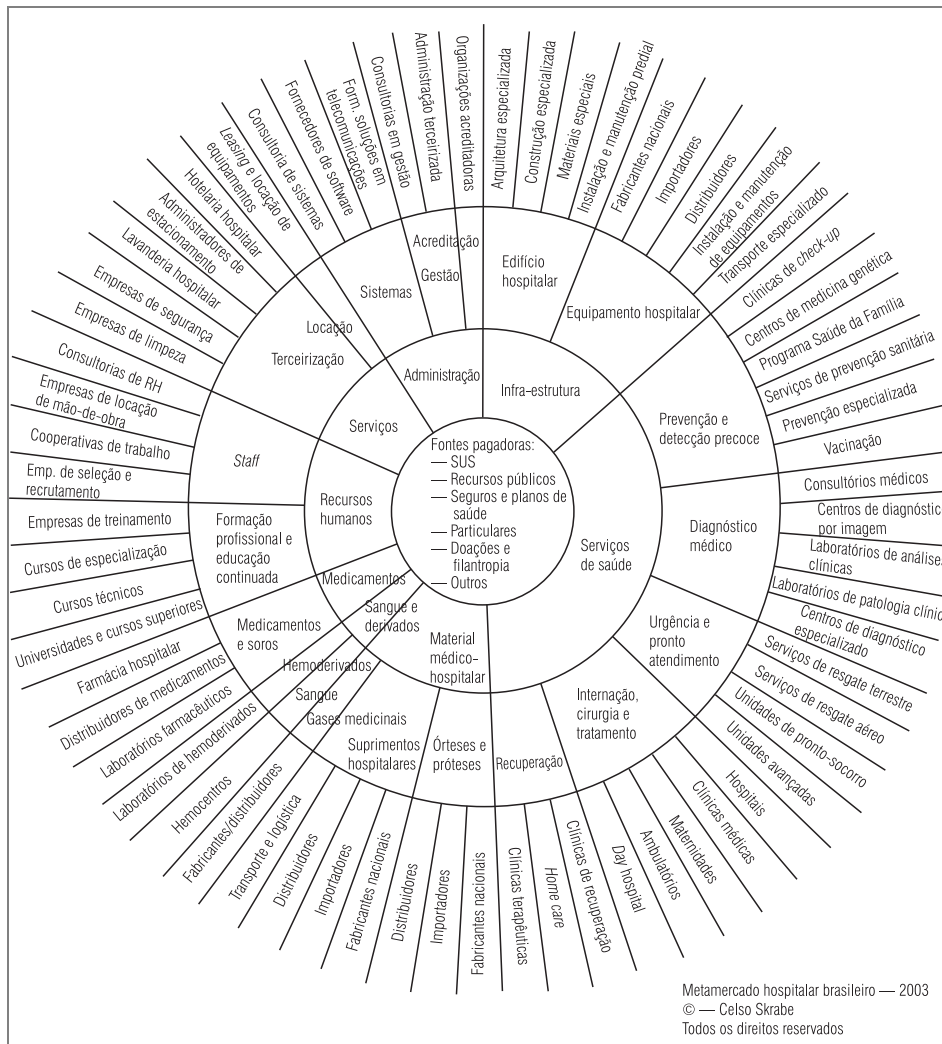 Fontes pagadoras:
— SUS
— Recursos públicos
— Seguros e planos de
saúde
— Particulares
— Doações e
filantropia
— Outros
Administração
Infra-estrutura
Serviços
de saúde
Material
médico-
hospitalar
Sangue e
derivados
Medicamentos
Recursos
humanos
Serviços
Acreditação
Gestão
Edifício
hospitalar
Equipamento hospitalar
Prevenção e
detecção precoce
Diagnóstico
médico
Urgência e
pronto
atendimento
Internação,
cirurgia e
tratamento
Recuperação
Órteses e
próteses
Suprimentos
hospitalares
Gases medicinais
Sangue
Hemoderivados
Medicamentos
e soros
Formação
profissional e
educação
continuada
Staff
Terceirização
Locação
Sistemas
Arquitetura especializada
Construção especializada
Materiais especiais
Instalação e manutenção predial
Fabricantes nacionais
Importadores
Distribuidores
Instalação e manutenção
de equipamentos
Transporte especializado
Clínicas de check-up
Centros de medicina genética
Programa Saúde da Família
Serviços de prevenção sanitária
Prevenção especializada
Vacinação
Consultórios médicos
Centros de diagnóstico
por imagem
Laboratórios de análises
clínicas
Laboratórios de patologia clínic
Centros de diagnóstico
especializado
Serviços de resgate terrestre
Serviços de resgate aéreo
Unidades de pronto-socorro
Unidades avançadas
Hospitais
Clínicas médicas
Maternidades
Ambulatórios
Day hospital
Clínicas de recuperação
Home care
Clínicas terapêuticas
Fabricantes nacionais
Importadores
Distribuidores
Fabricantes nacionais
Importadores
Distribuidores
Transporte e logística
Fabricantes/distribuidores
Hemocentros
Laboratórios de hemoderivados
Laboratórios farmacêuticos
Distribuidores de medicamentos
Farmácia hospitalar
Universidades e cursos superiores
Cursos técnicos
Cursos de especialização
Empresas de treinamento
Emp. de seleção e
recrutamento
Cooperativas de trabalho
Empresas de locação
de mão-de-obra
Consultorias de RH
Empresas de limpeza
Empresas de segurança
Lavanderia hospitalar
Administradores de
estacionamento
Hotelaria hospitalar
Leasing e locação de
equipamentos
Consultoria de sistemas
Fornecedores de software
Forn. soluções em
telecomunicações
Consultorias em gestão
Administração terceirizada
Organizações acreditadoras
Metamercado hospitalar brasileiro — 2003
© — Celso Skrabe
Todos os direitos reservados